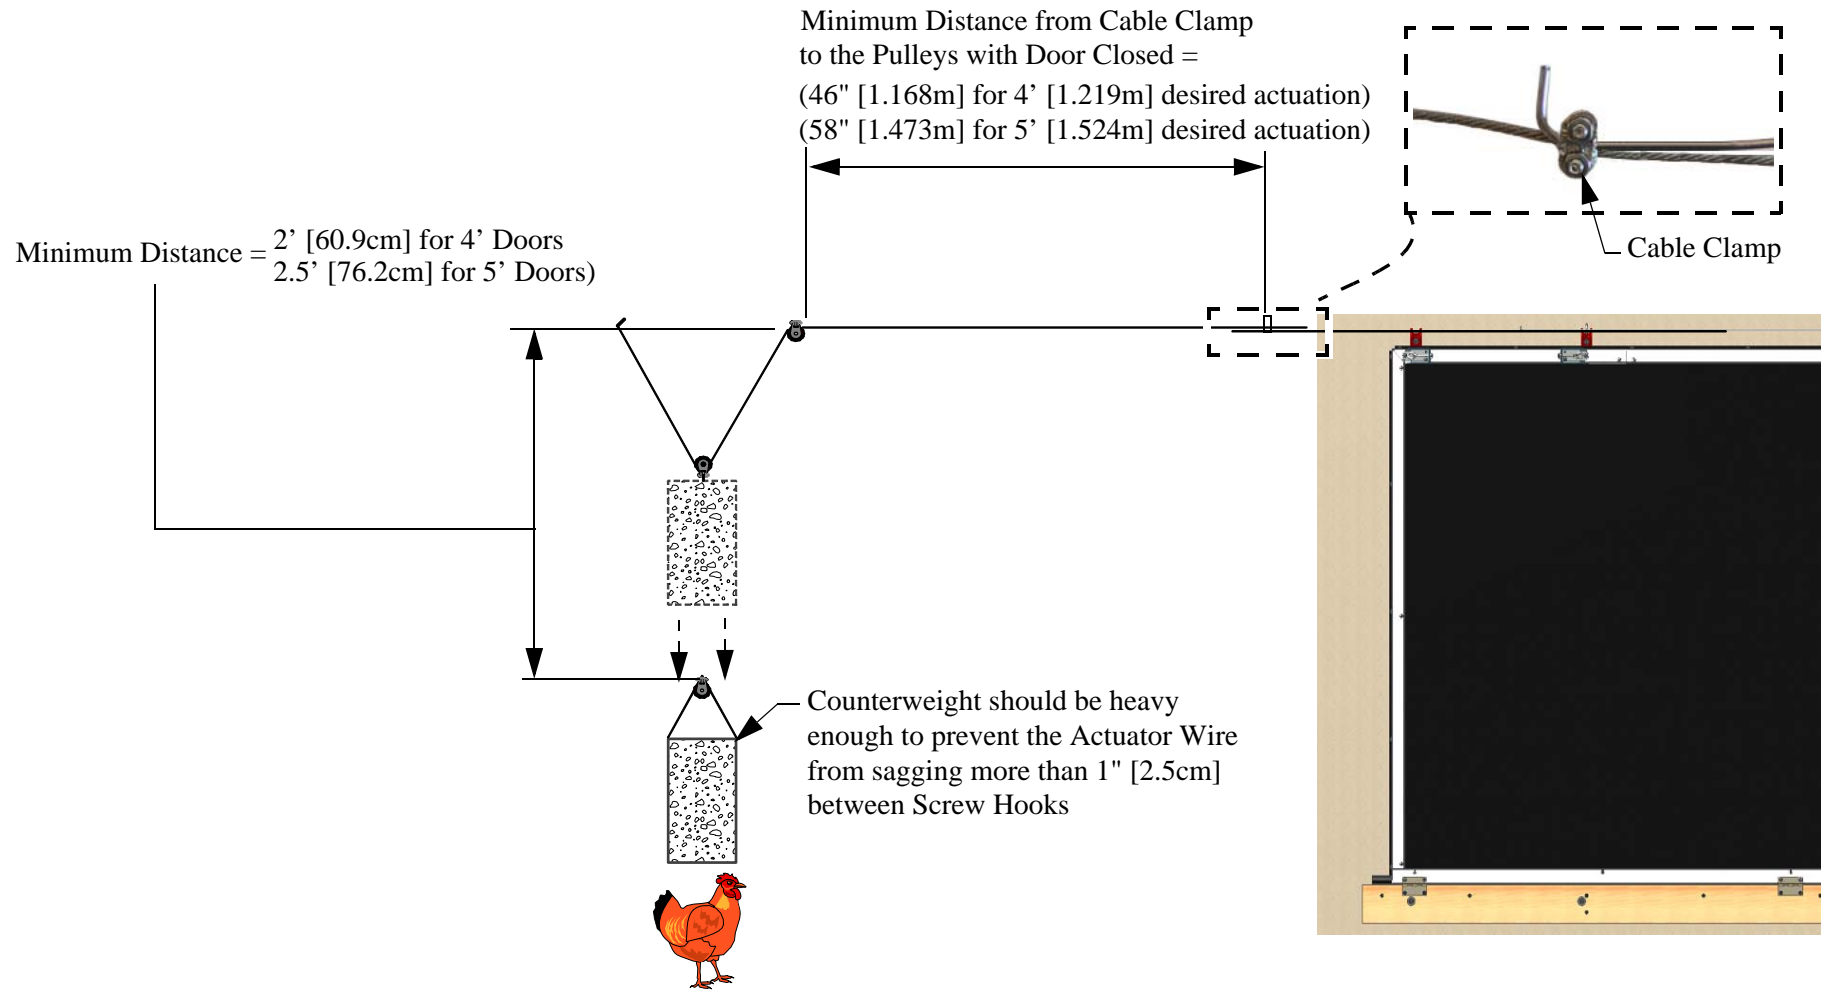 Minimum Distance from Cable Clamp
to the Pulleys with Door Closed =
(46" [1.168m] for 4’ [1.219m] desired actuation)
(58" [1.473m] for 5’ [1.524m] desired actuation)
Cable Clamp
Minimum Distance = 2’ [60.9cm] for 4’ Doors
2.5’ [76.2cm] for 5’ Doors)
Counterweight should be heavy
enough to prevent the Actuator Wire
from sagging more than 1" [2.5cm]
between Screw Hooks